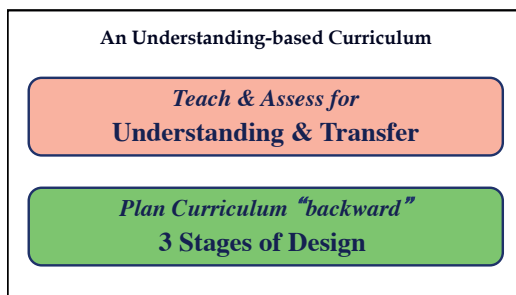 An Understanding-based Curriculum
Teach & Assess for
Understanding & Transfer
Plan Curriculum “backward”
3 Stages of Design